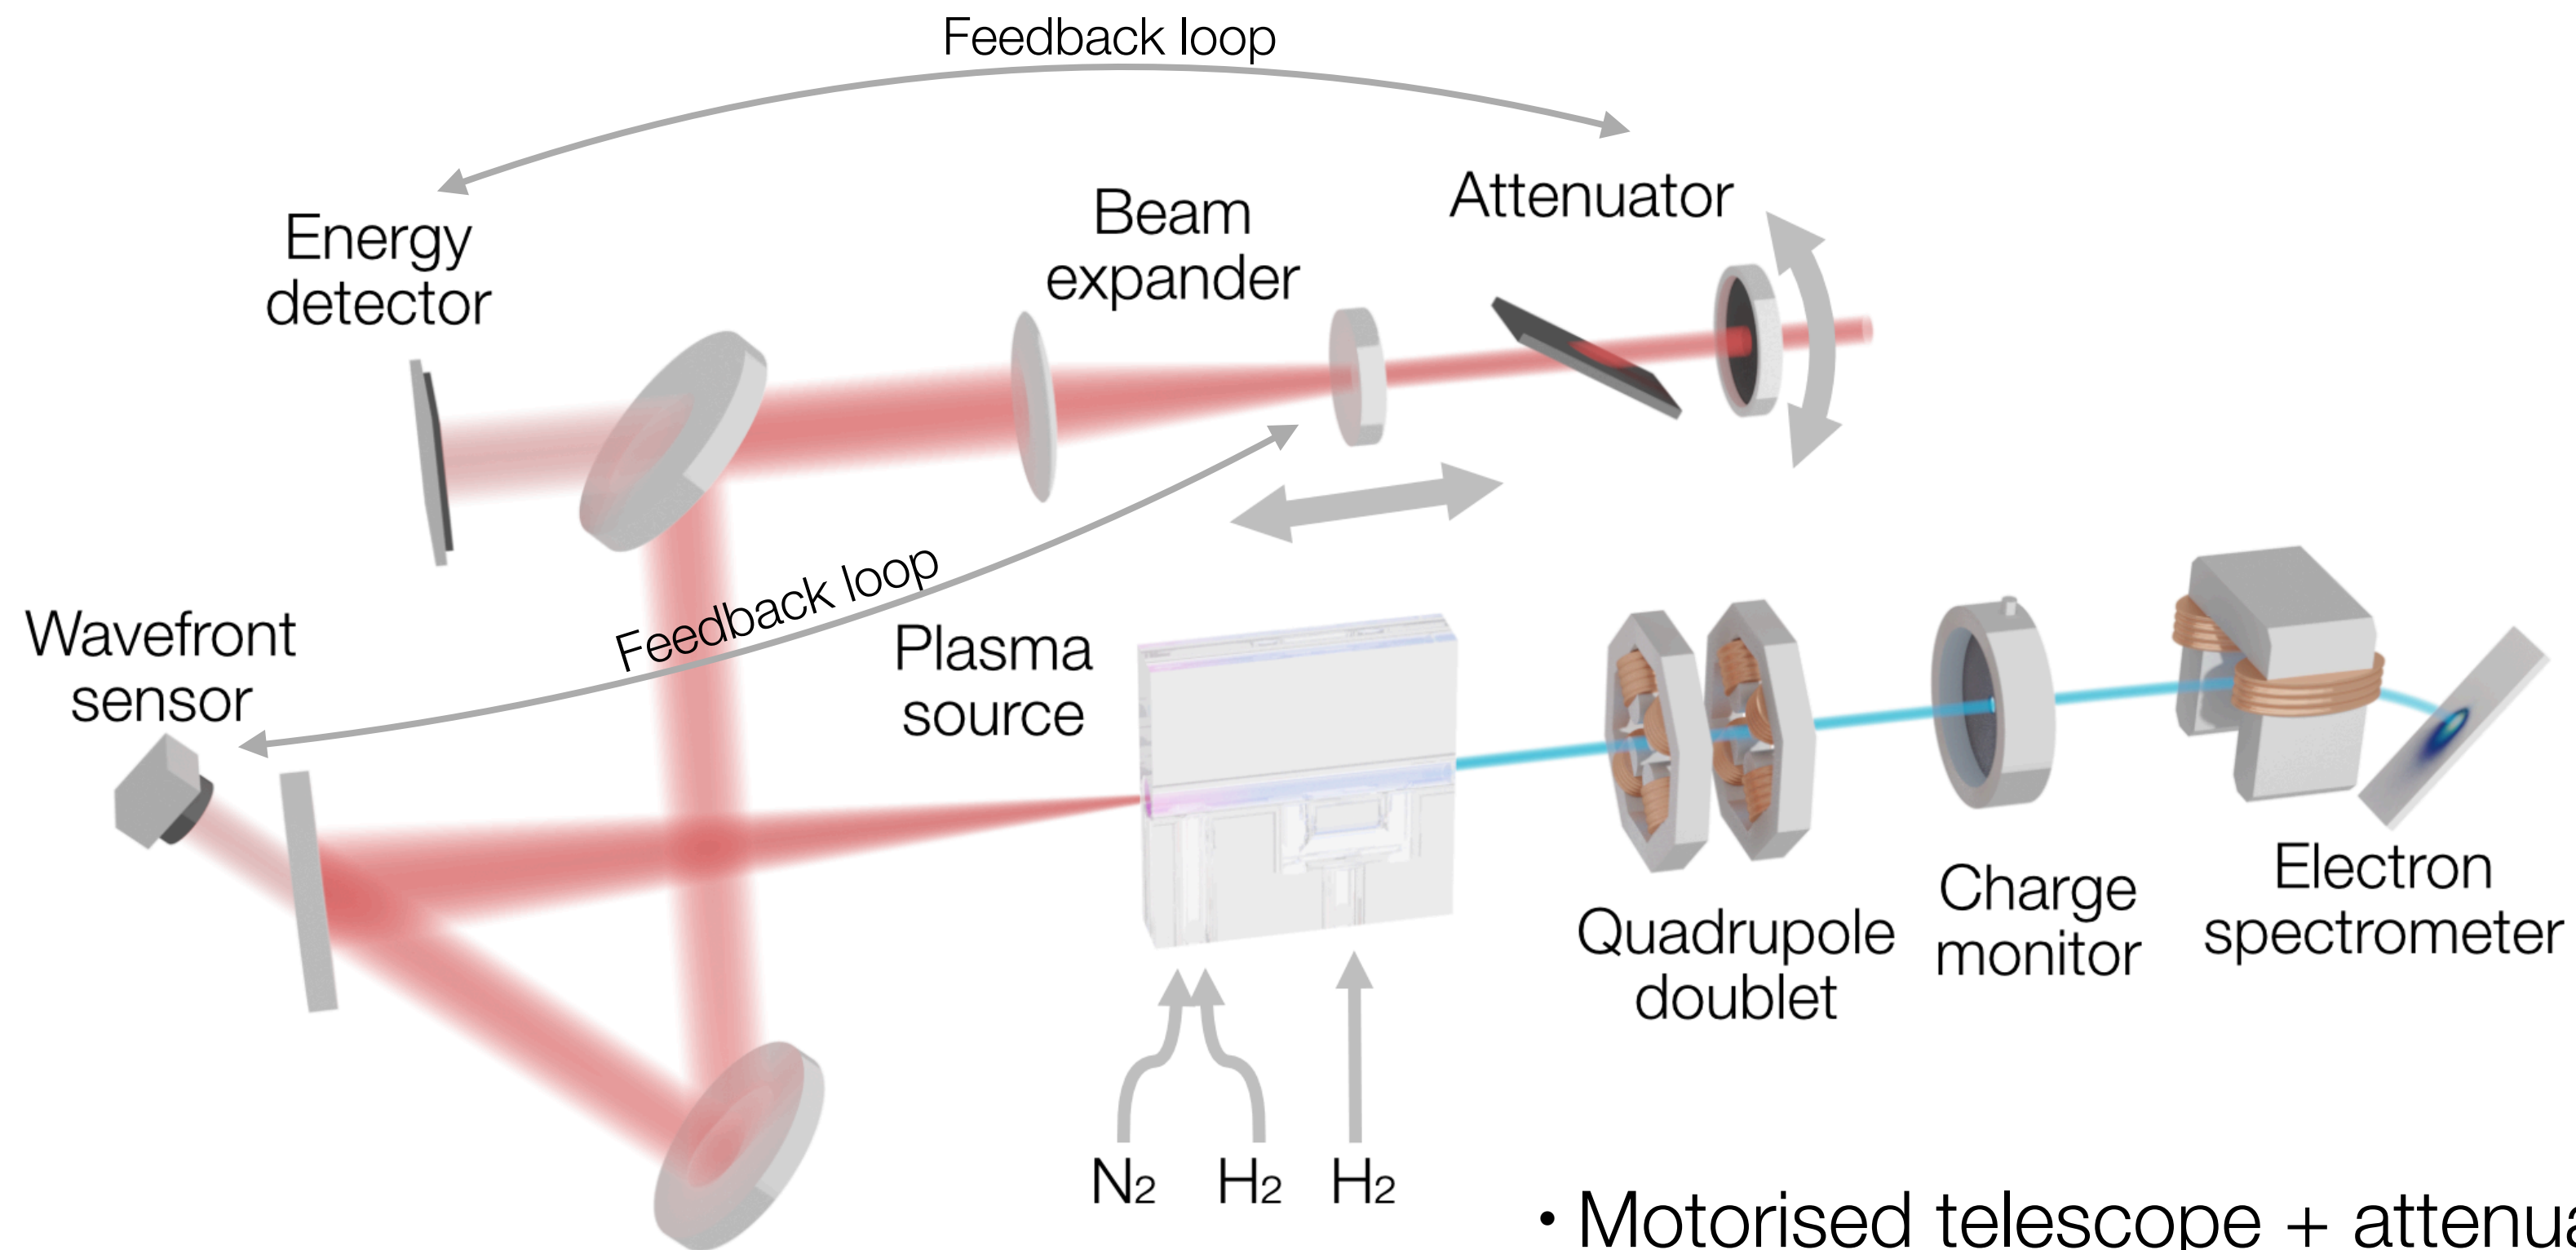 Feedback loop
Energy
detector
Beam
expander
Attenuator
Feedback loop
Wavefront
sensor
Plasma
source
Quadrupole
doublet
Charge
monitor
Electron
spectrometer
N₂ H₂ H₂
• Motorised telescope +